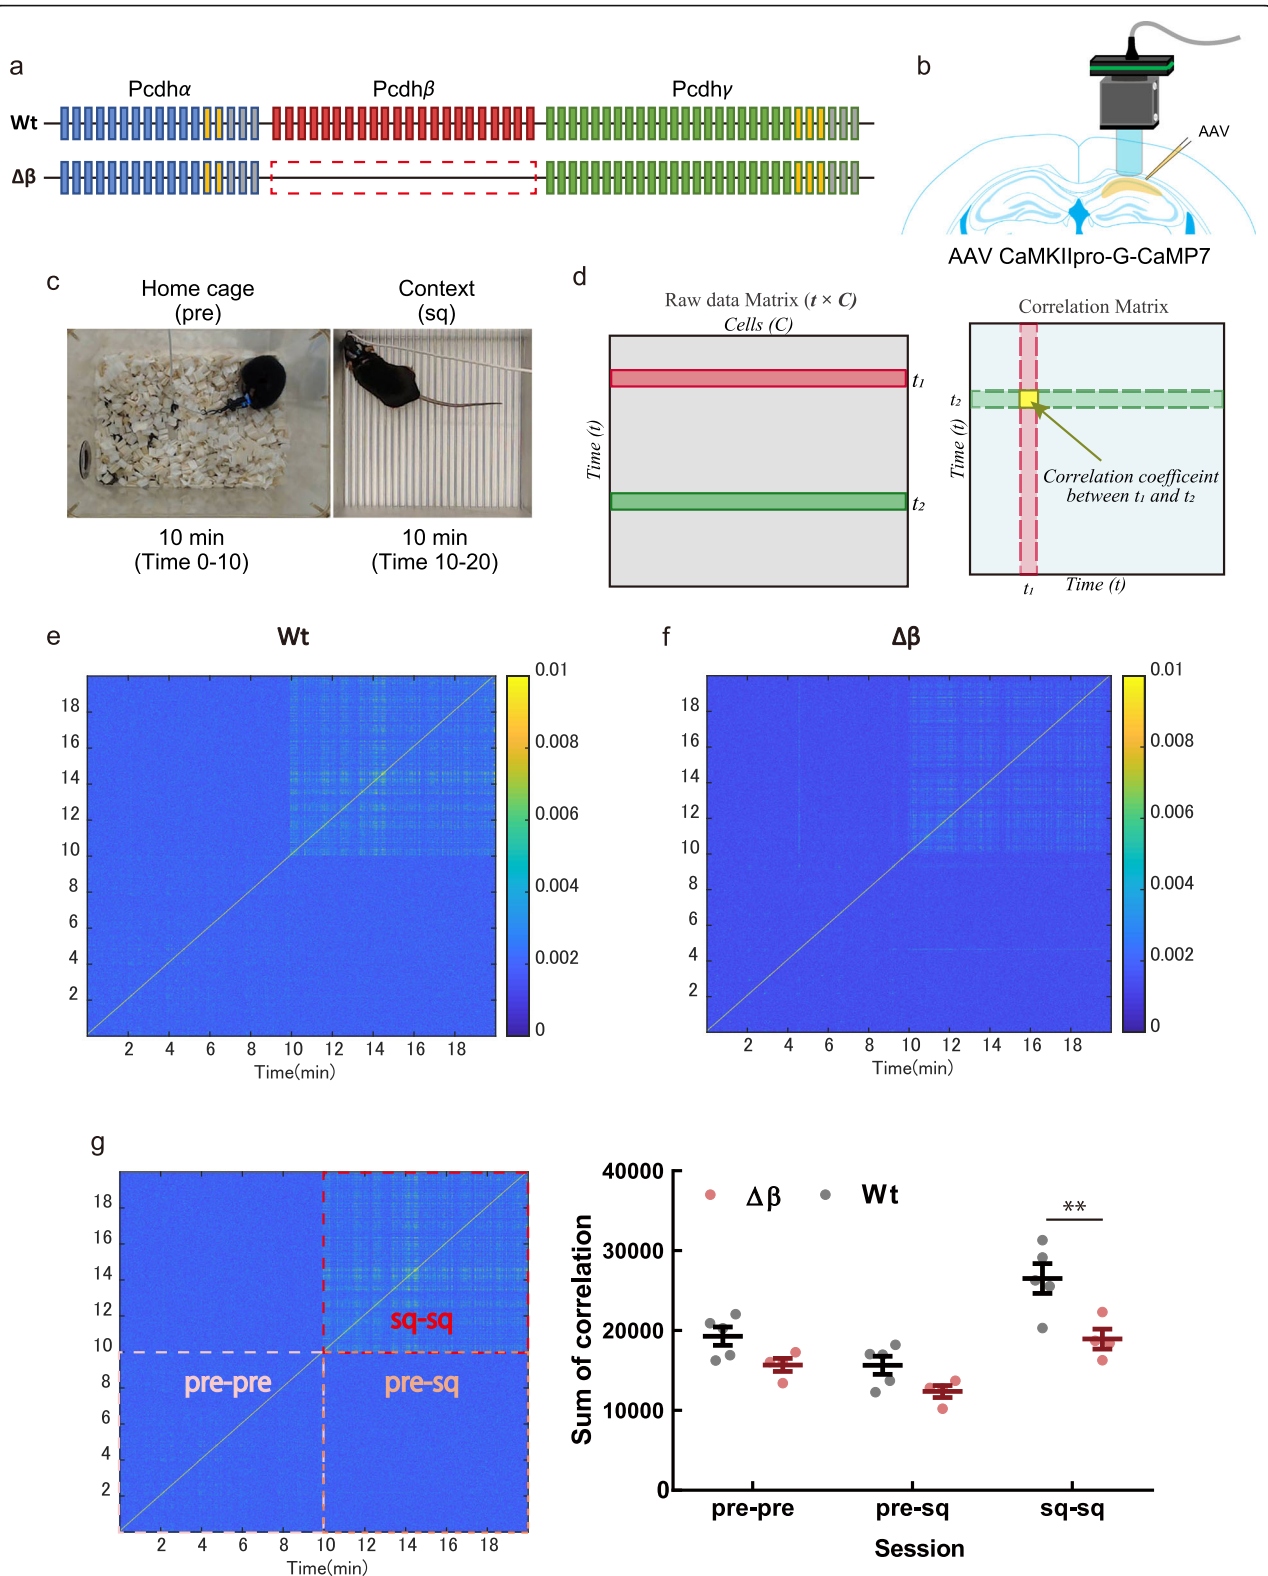 a
Pcdhα
Pcdhβ
Pcdhγ
Wt
Δβ
b
AAV
AAV CaMKIIpro-G-CaMP7
c
Home cage
(pre)
Context
(sq)
10 min
(Time 0-10)
10 min
(Time 10-20)
d
Raw data Matrix (t × C)
Cells (C)
Time (t)
t1
t2
Correlation Matrix
t2
Time (t)
Correlation coefficeint
between t1 and t2
t1
Time (t)
e
Wt
18
16
14
12
10
8
6
4
2
2 4 6 8 10 12 14 16 18
Time(min)
0.01
0.008
0.006
0.004
0.002
0
f
Δβ
18
16
14
12
10
8
6
4
2
2 4 6 8 10 12 14 16 18
Time(min)
0.01
0.008
0.006
0.004
0.002
0
g
18
16
14
12
10
8
6
4
2
sq-sq
pre-pre
pre-sq
2 4 6 8 10 12 14 16 18
Time(min)
Sum of correlation
40000
30000
20000
10000
0
Δβ
Wt
**
pre-pre
pre-sq
sq-sq
Session